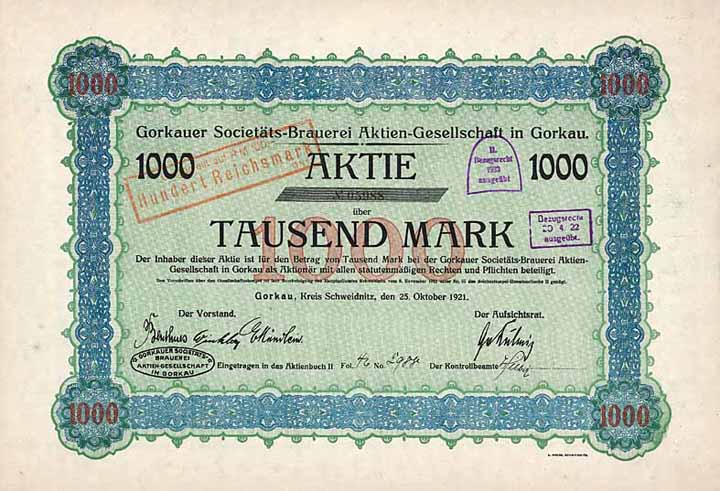 1000 1000
Gorkauer Societäts-Brauerei Aktien-Gesellschaft in Gorkau.
1000 AKTIE 1000
Hundert Reichsmark
II.
Bezugsrecht
ausgeübt
über
1000
TAUSEND MARK
Bezugsrecht
20. 4. 22
ausgeübt.
Der Inhaber dieser Aktie ist für den Betrag von Tausend Mark bei der Gorkauer Societäts-Brauerei Aktien-
Gesellschaft in Gorkau als Aktionär mit allen statutenmäßigen Rechten und Pflichten beteiligt.
Gorkau, Kreis Schweidnitz, den 25. Oktober 1921.
Der Vorstand. Der Aufsichtsrat.
GORKAUER SOCIETÄTS-
BRAUEREI
AKTIEN-GESELLSCHAFT
IN GORKAU
Eingetragen in das Aktienbuch II Fol. No. 2988 Der Kontrollbeamte
1000 1000